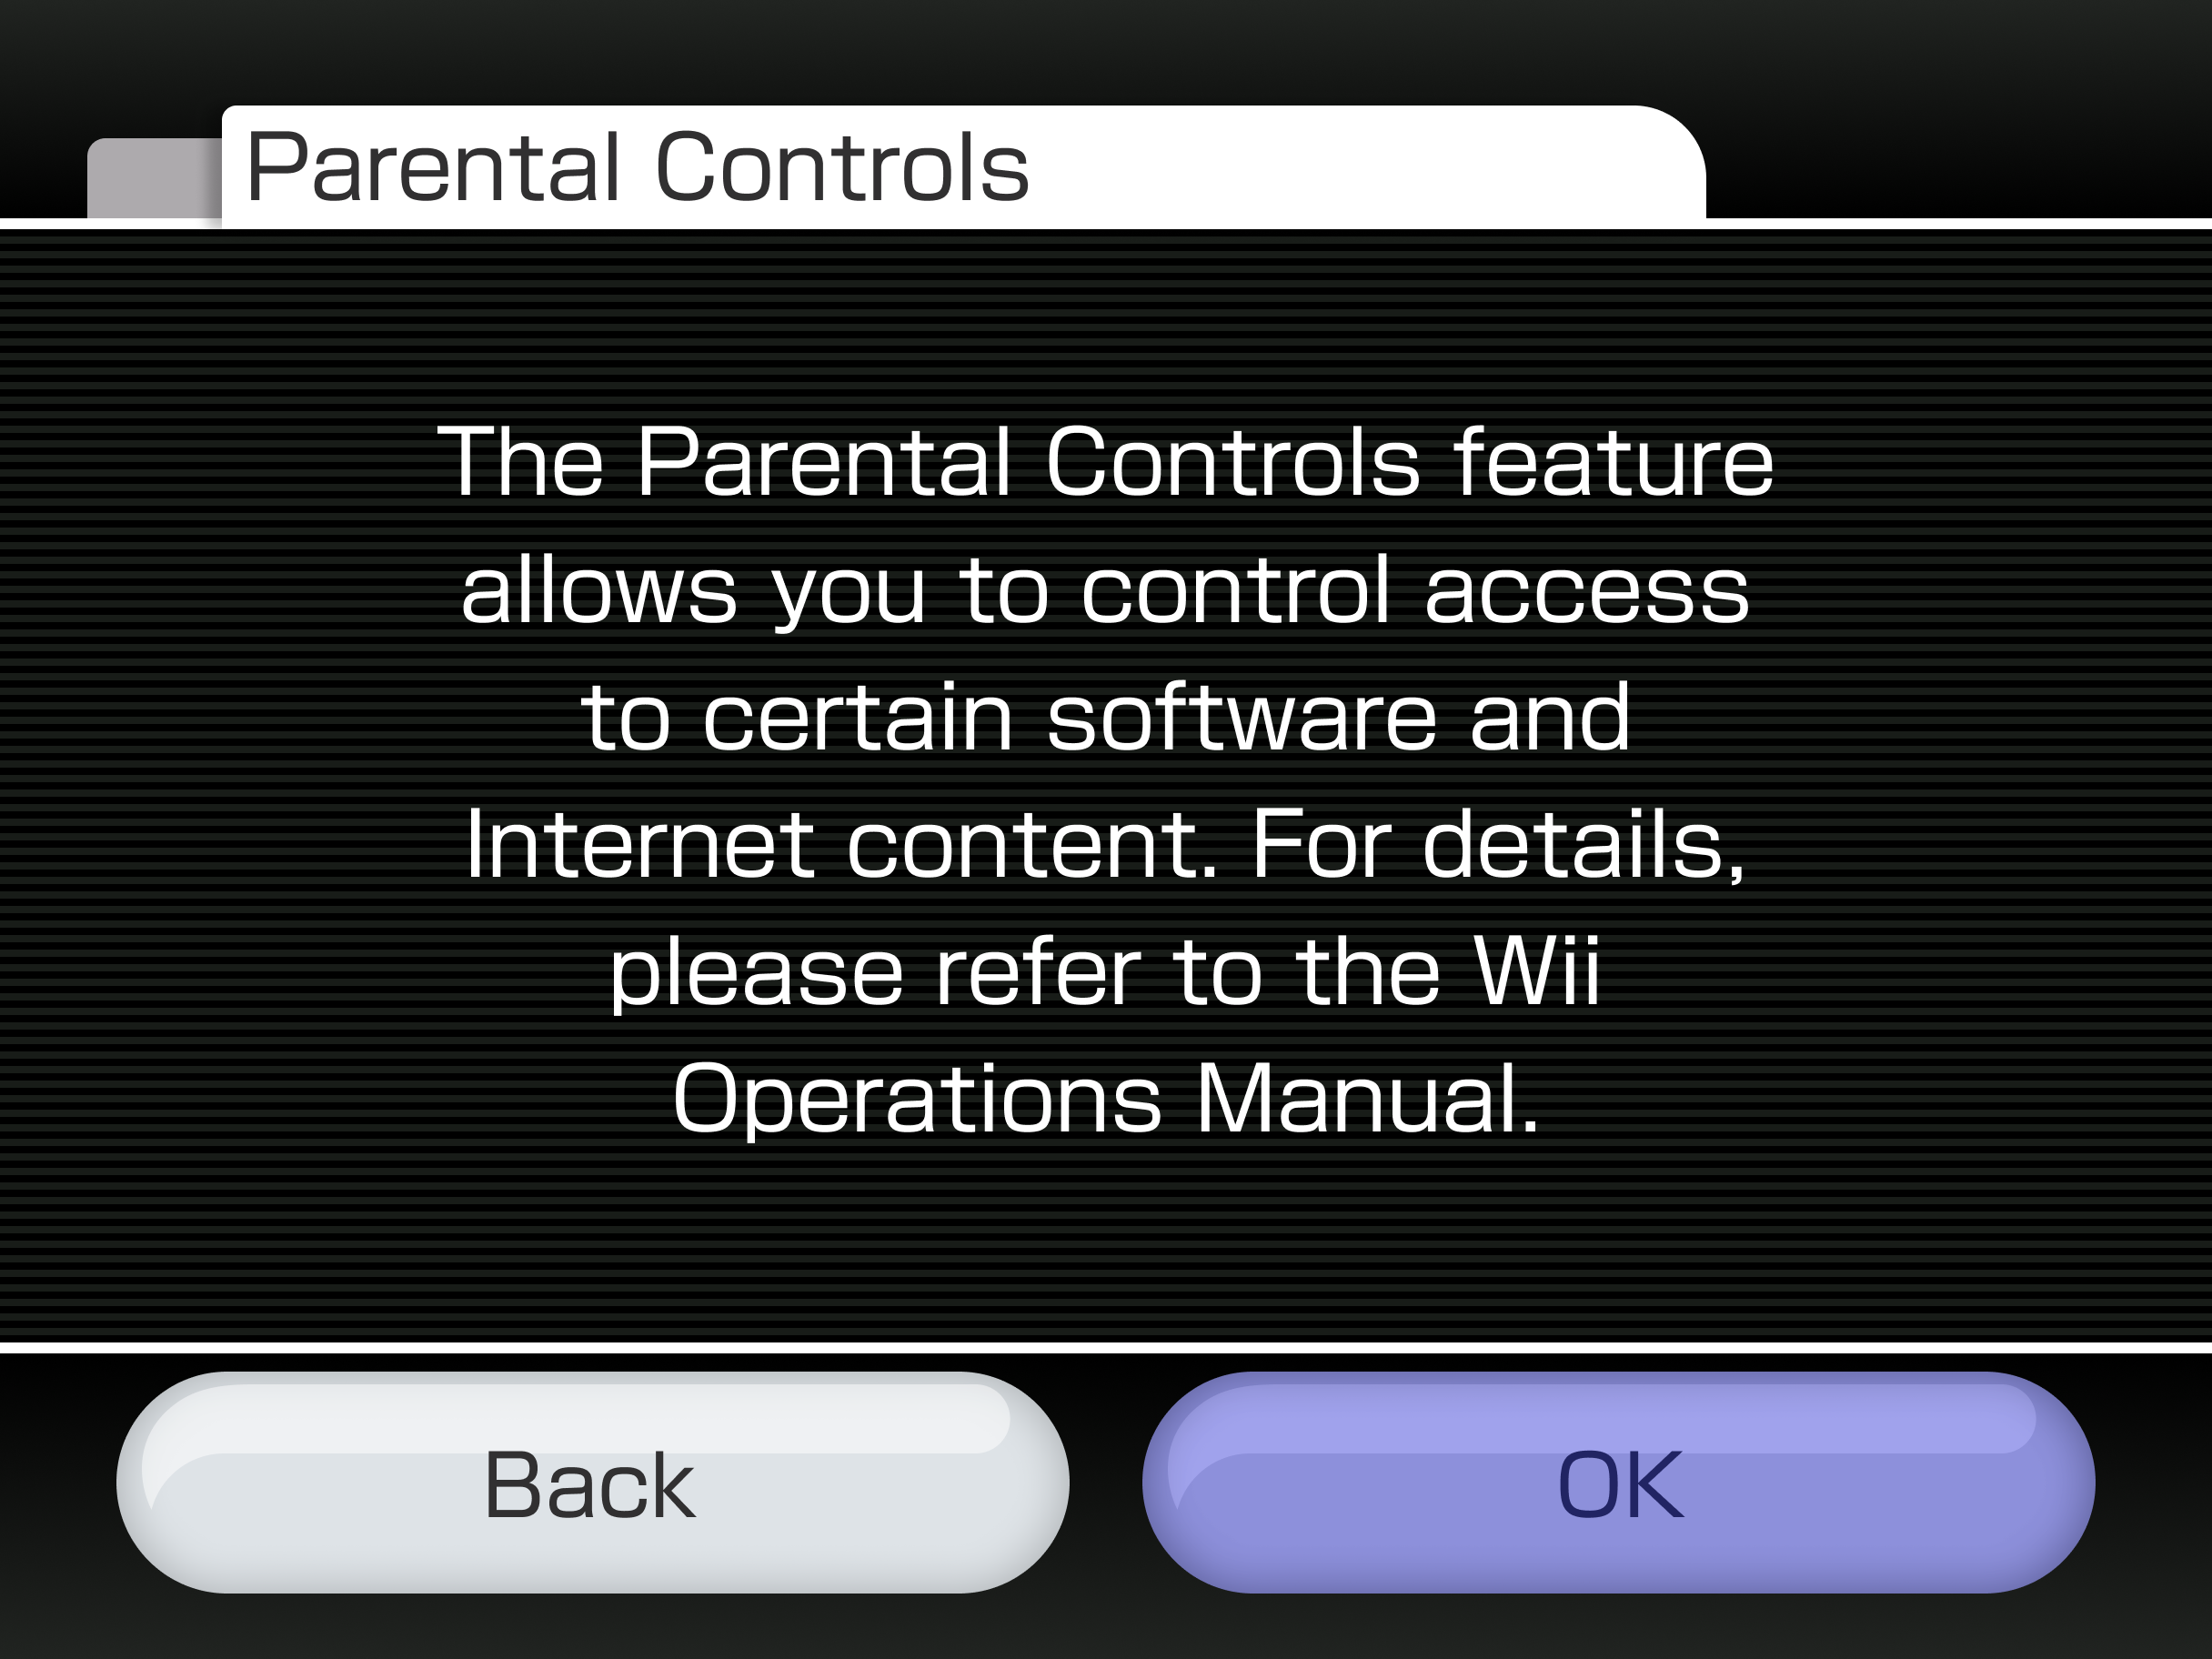 Parental Controls
The Parental Controls feature
allows you to control access
to certain software and
Internet content. For details,
please refer to the Wii
Operations Manual.
Back
OK